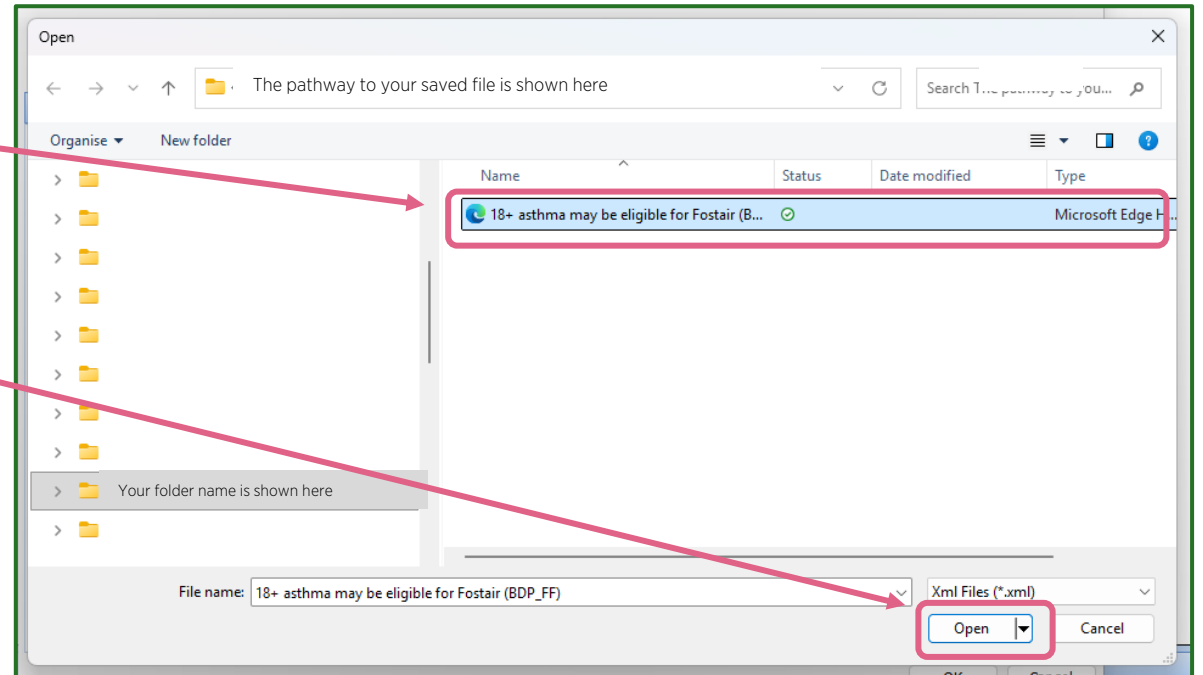 Open
The pathway to your saved file is shown here
Search
Organise
New folder
Name
Status
Date modified
Type
18+ asthma may be eligible for Fostair (B...
Microsoft Edge H...
Your folder name is shown here
File name:
18+ asthma may be eligible for Fostair (BDP_FF)
Xml Files (*.xml)
Open
Cancel